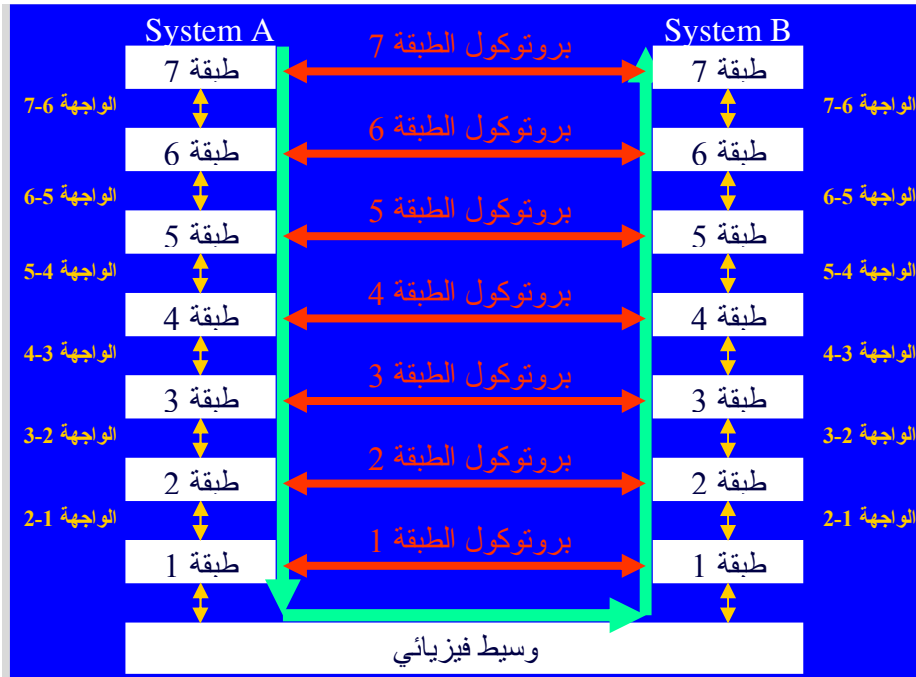 System A
System B
بروتوكول الطبقة 7
طبقة 7
طبقة 7
الواجهة 6-7
الواجهة 6-7
بروتوكول الطبقة 6
طبقة 6
طبقة 6
الواجهة 5-6
الواجهة 5-6
بروتوكول الطبقة 5
طبقة 5
طبقة 5
الواجهة 4-5
الواجهة 4-5
بروتوكول الطبقة 4
طبقة 4
طبقة 4
الواجهة 3-4
الواجهة 3-4
بروتوكول الطبقة 3
طبقة 3
طبقة 3
الواجهة 2-3
الواجهة 2-3
بروتوكول الطبقة 2
طبقة 2
طبقة 2
الواجهة 1-2
الواجهة 1-2
بروتوكول الطبقة 1
طبقة 1
طبقة 1
وسيط فيزيائي